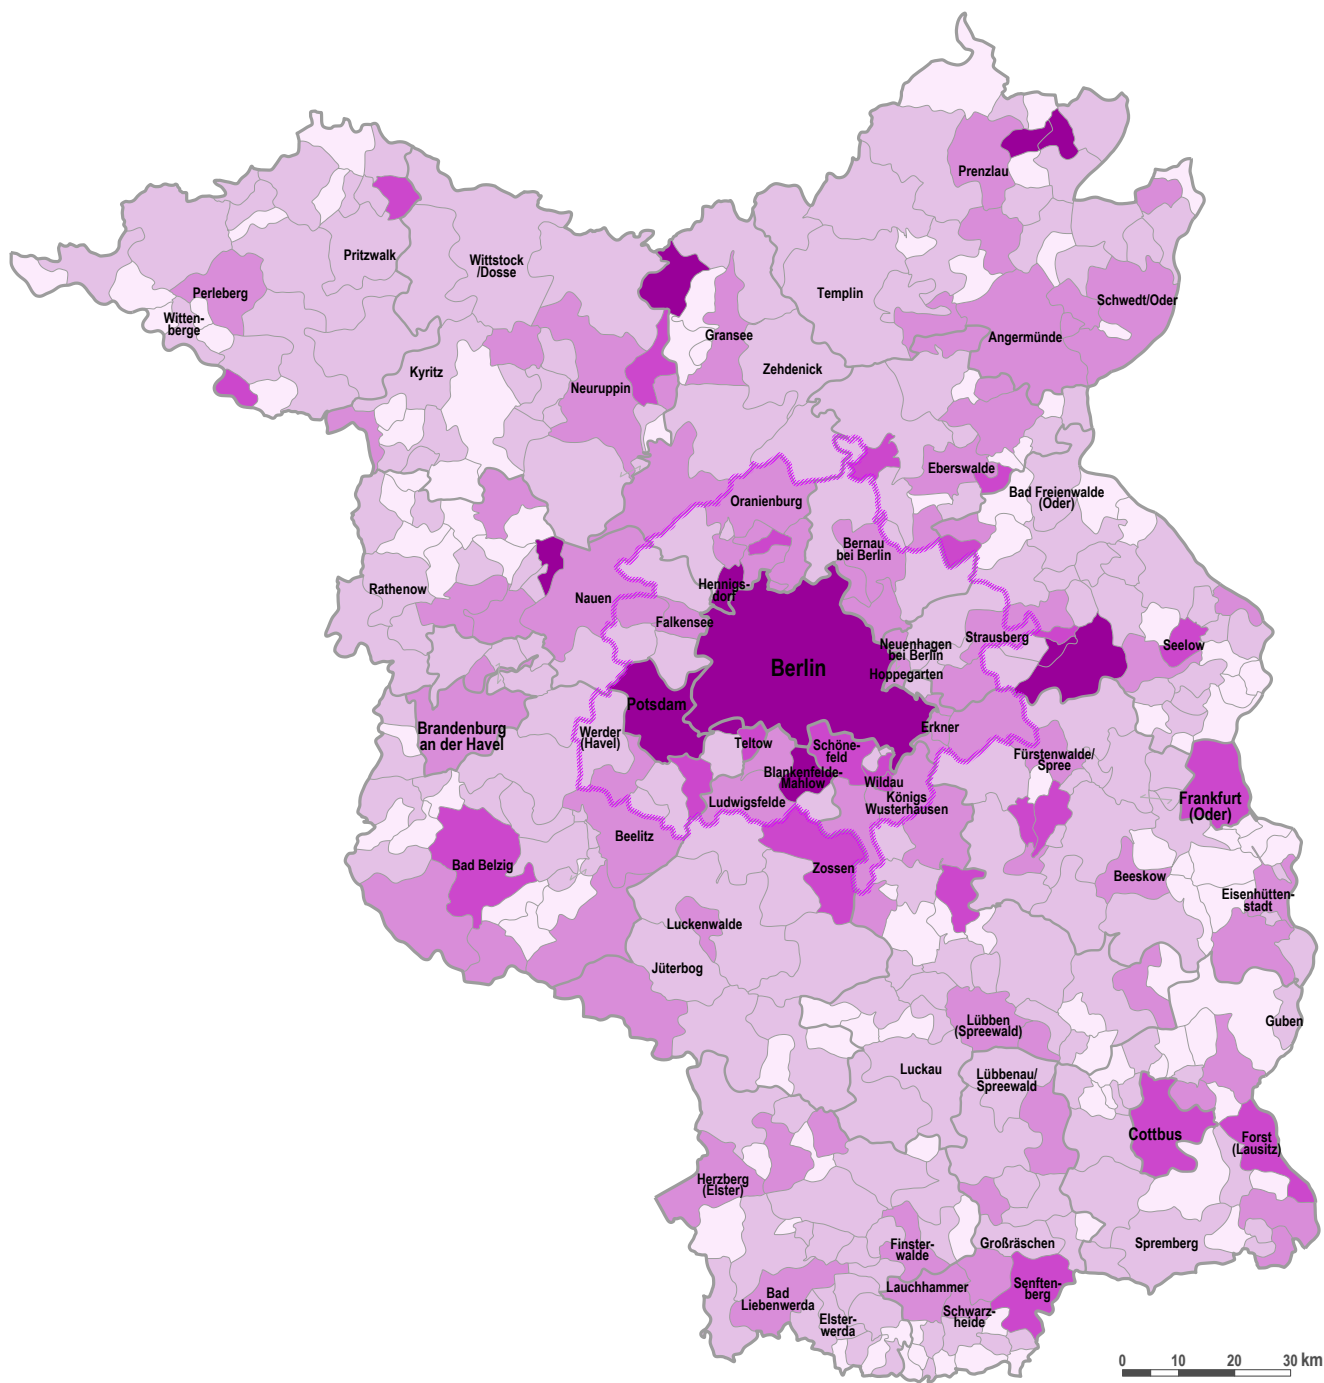 Prenzlau
Pritzwalk
Wittstock
/Dosse
Perleberg
Templin
Schwedt/Oder
Witten-
berge
Gransee
Angermünde
Kyritz
Zehdenick
Neuruppin
Eberswalde
Bad Freienwalde
(Oder)
Oranienburg
Bernau
bei Berlin
Rathenow
Hennigs-
dorf
Nauen
Falkensee
Neuenhagen
bei Berlin
Strausberg
Seelow
Berlin
Hoppegarten
Potsdam
Brandenburg
an der Havel
Werder
(Havel)
Erkner
Teltow
Schöne-
feld
Fürstenwalde/
Spree
Blankenfelde-
Mahlow
Wildau
Ludwigsfelde
Königs
Wusterhausen
Frankfurt
(Oder)
Beelitz
Bad Belzig
Zossen
Beeskow
Eisenhütten-
stadt
Luckenwalde
Jüterbog
Lübben
(Spreewald)
Guben
Luckau
Lübbenau/
Spreewald
Cottbus
Forst
(Lausitz)
Herzberg
(Elster)
Finster-
walde
Großräschen
Spremberg
Bad
Liebenwerda
Lauchhammer
Senften-
berg
Elster-
werda
Schwarz-
heide
0 10 20 30 km